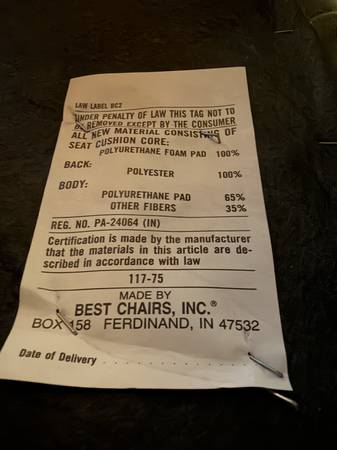 LAW LABEL BC2
UNDER PENALTY OF LAW THIS TAG NOT TO
BE REMOVED EXCEPT BY THE CONSUMER
ALL NEW MATERIAL CONSISTING OF
SEAT CUSHION CORE:
POLYURETHANE FOAM PAD 100%
BACK:
POLYESTER 100%
BODY:
POLYURETHANE PAD 65%
OTHER FIBERS 35%
REG. NO. PA-24064 (IN)
Certification is made by the manufacturer
that the materials in this article are de-
scribed in accordance with law
117-75
MADE BY
BEST CHAIRS, INC.®
BOX 158 FERDINAND, IN 47532
Date of Delivery . . . . . . . . . . . . . . . . . .